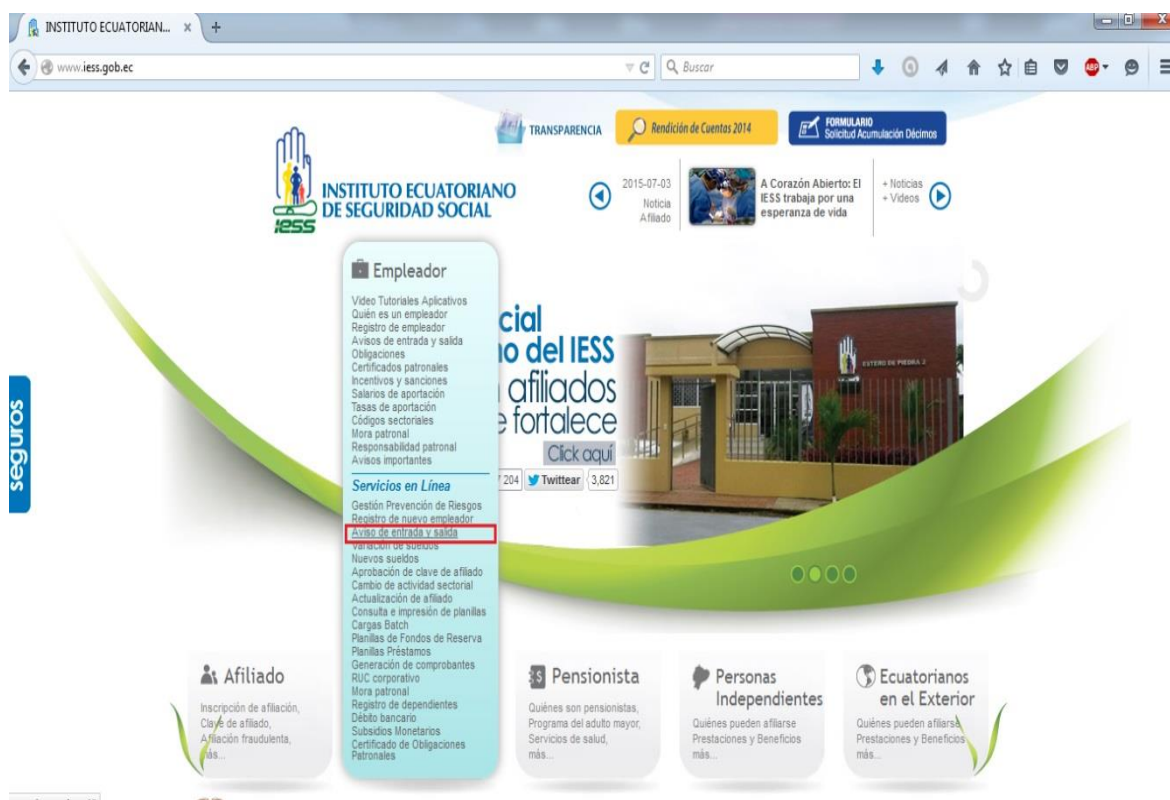 INSTITUTO ECUATORIAN...
www.iess.gob.ec
Buscar
ABP
TRANSPARENCIA
Rendición de Cuentas 2014
FORMULARIO
Solicitud Acumulación Décimos
INSTITUTO ECUATORIANO
DE SEGURIDAD SOCIAL
iess
2015-07-03
Noticia
Afiliado
A Corazón Abierto: El
IESS trabaja por una
esperanza de vida
+ Noticias
+ Videos
Empleador
Video Tutoriales Aplicativos
Quién es un empleador
Registro de empleador
Avisos de entrada y salida
Obligaciones
Certificados patronales
Incentivos y sanciones
Salarios de aportación
Tasas de aportación
Códigos sectoriales
Mora patronal
Responsabilidad patronal
Avisos importantes
Servicios en Línea
Gestión Prevención de Riesgos
Registro de nuevo empleador
Aviso de entrada y salida
Variación de sueldos
Nuevos sueldos
Aprobación de clave de afiliado
Cambio de actividad sectorial
Actualización de afiliado
Consulta e impresión de planillas
Cargas Batch
Planillas de Fondos de Reserva
Planillas Préstamos
Generación de comprobantes
RUC corporativo
Mora patronal
Registro de dependientes
Débito bancario
Subsidios Monetarios
Certificado de Obligaciones
Patronales
cial
o del IESS
afiliados
e fortalece
Click aquí
204 Twittear 3,821
EXTERO DE PIEDRA 2
seguros
Afiliado
Inscripción de afiliación,
Clave de afiliado,
Afiliación fraudulenta,
más...
Pensionista
Quiénes son pensionistas,
Programa del adulto mayor,
Servicios de salud,
más...
Personas
Independientes
Quiénes pueden afiliarse
Prestaciones y Beneficios
más...
Ecuatorianos
en el Exterior
Quiénes pueden afiliarse
Prestaciones y Beneficios
más...